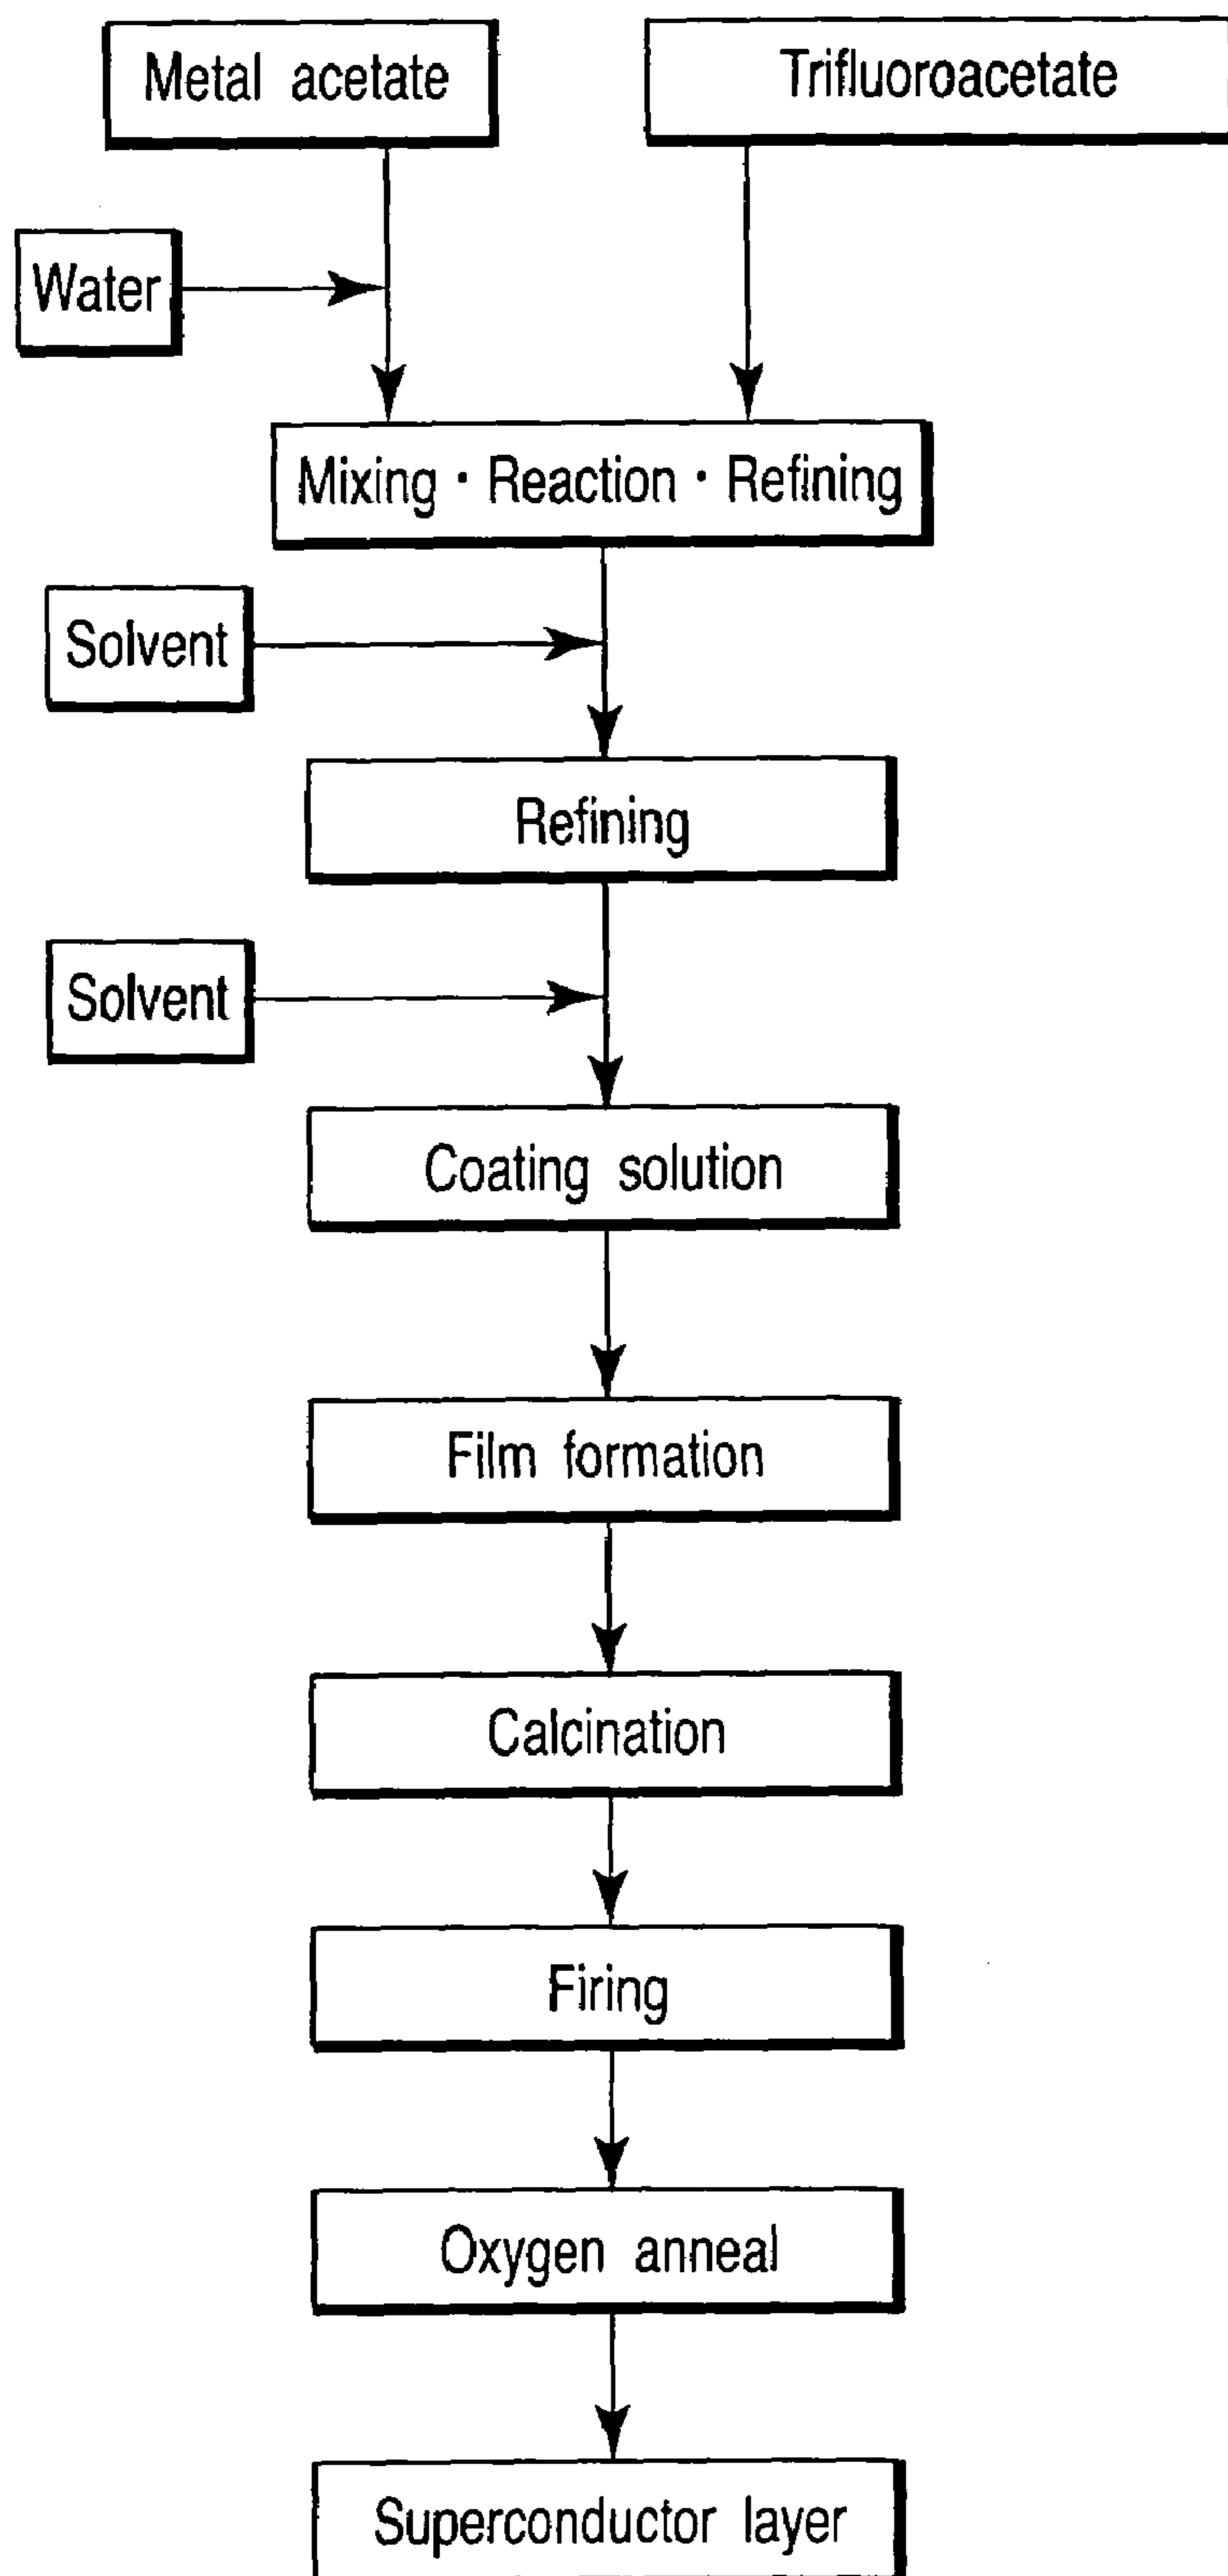 Metal acetate
Trifluoroacetate
Water
Mixing · Reaction · Refining
Solvent
Refining
Solvent
Coating solution
Film formation
Calcination
Firing
Oxygen anneal
Superconductor layer